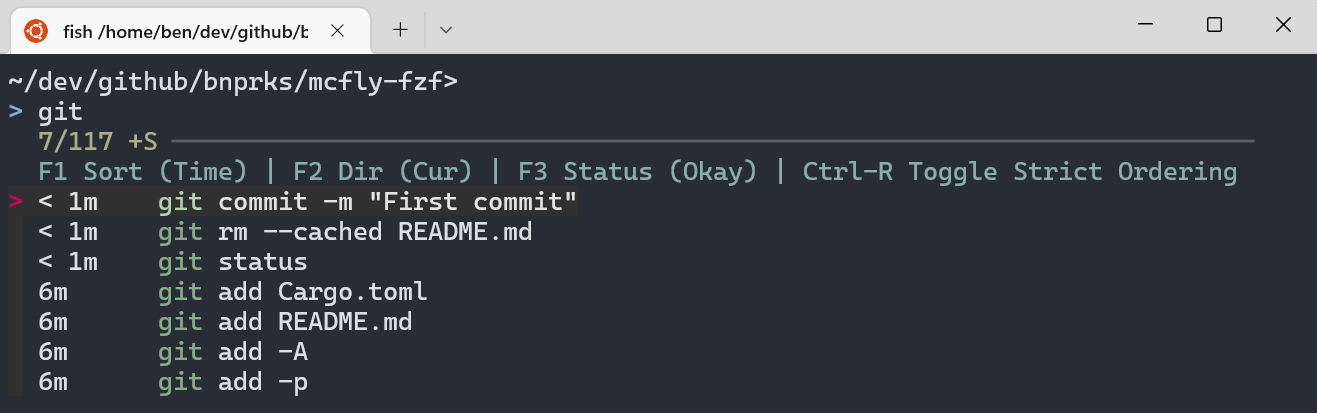 fish /home/ben/dev/github/b
~/dev/github/bnprks/mcfly-fzf>
> git
7/117 +S
F1 Sort (Time) | F2 Dir (Cur) | F3 Status (Okay) | Ctrl-R Toggle Strict Ordering
> < 1m git commit -m "First commit"
< 1m git rm --cached README.md
< 1m git status
6m git add Cargo.toml
6m git add README.md
6m git add -A
6m git add -p